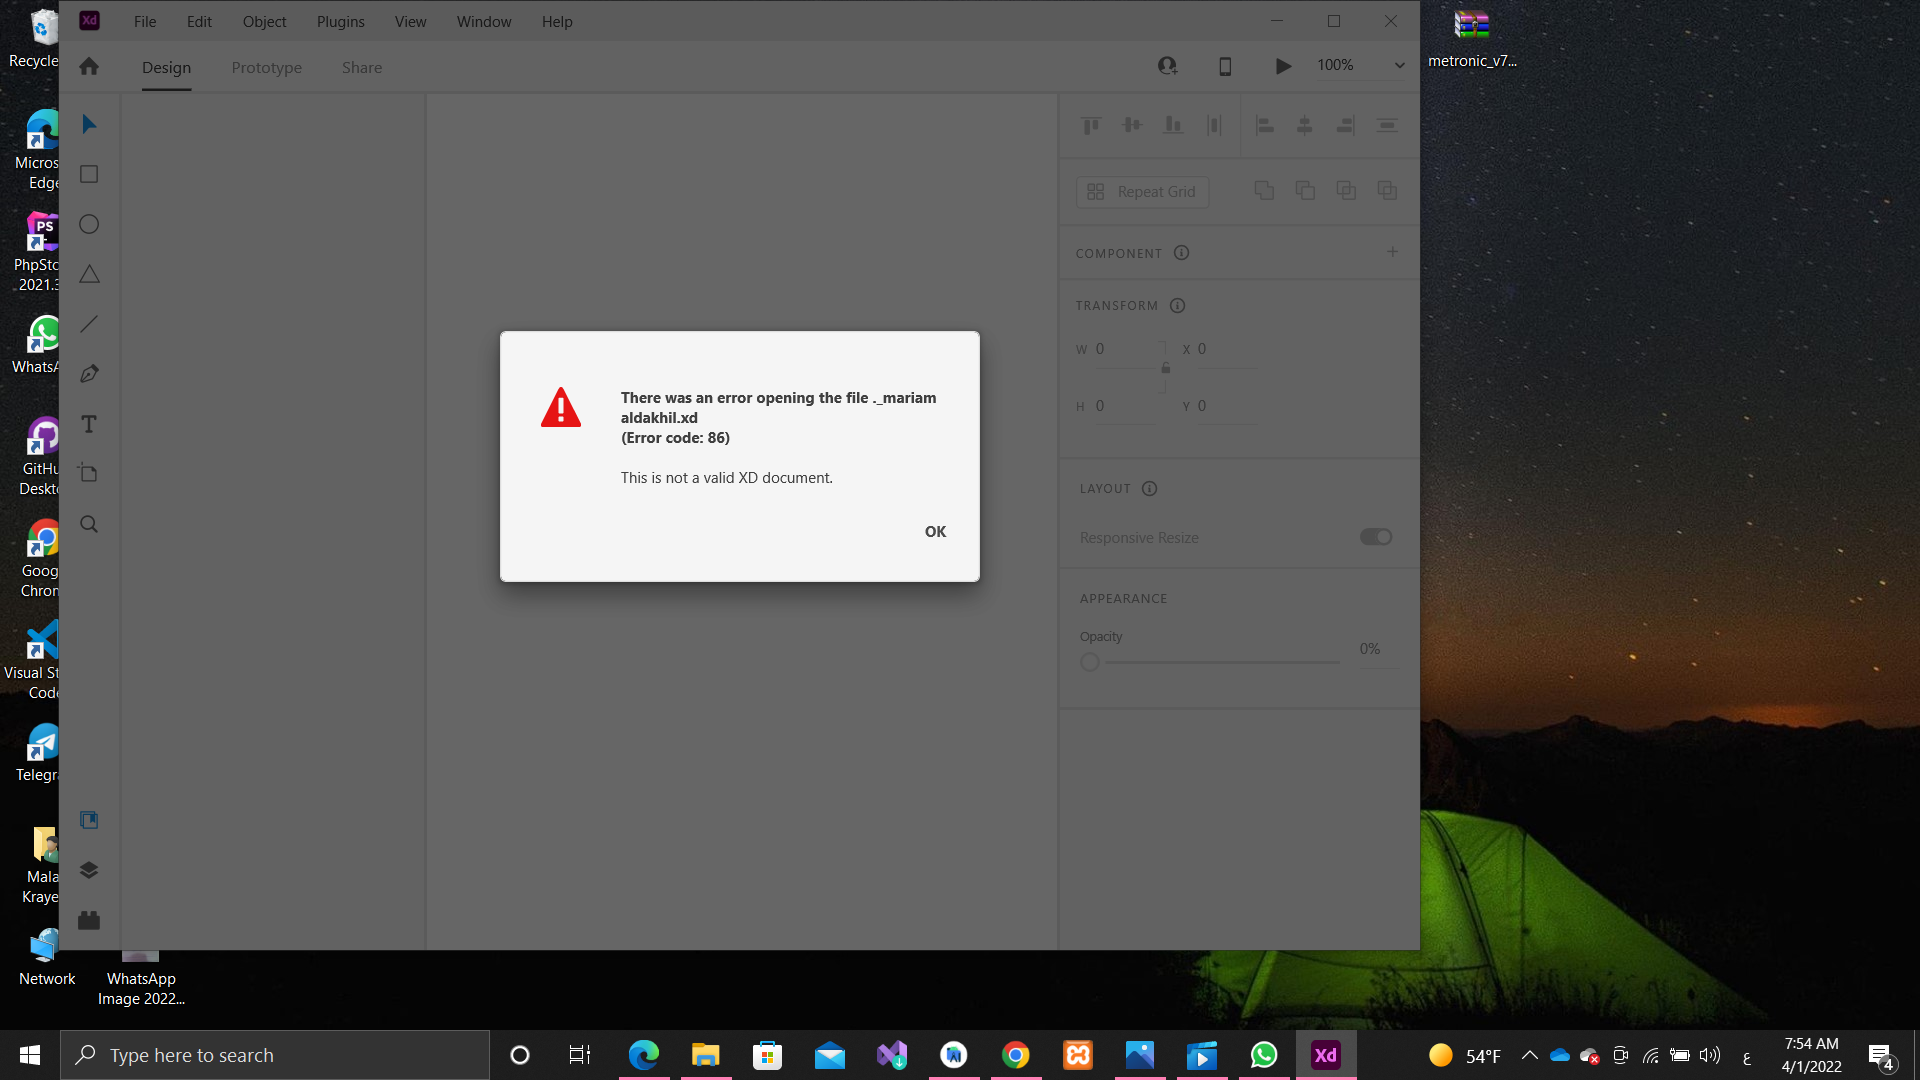 Xd File Edit Object Plugins View Window Help
Design Prototype Share
100%
Repeat Grid
COMPONENT
TRANSFORM
W 0 X 0
H 0 Y 0
LAYOUT
Responsive Resize
APPEARANCE
Opacity
0%
There was an error opening the file ._mariam
aldakhil.xd
(Error code: 86)
This is not a valid XD document.
OK
Recycle
Micros
Edge
PS
PhpSto
2021.3
WhatsA
GitHu
Deskto
Goog
Chron
Visual St
Code
Telegra
Mala
Kraye
Network
WhatsApp
Image 2022...
metronic_v7...
Type here to search
Xd
54°F
ع
7:54 AM
4/1/2022
4